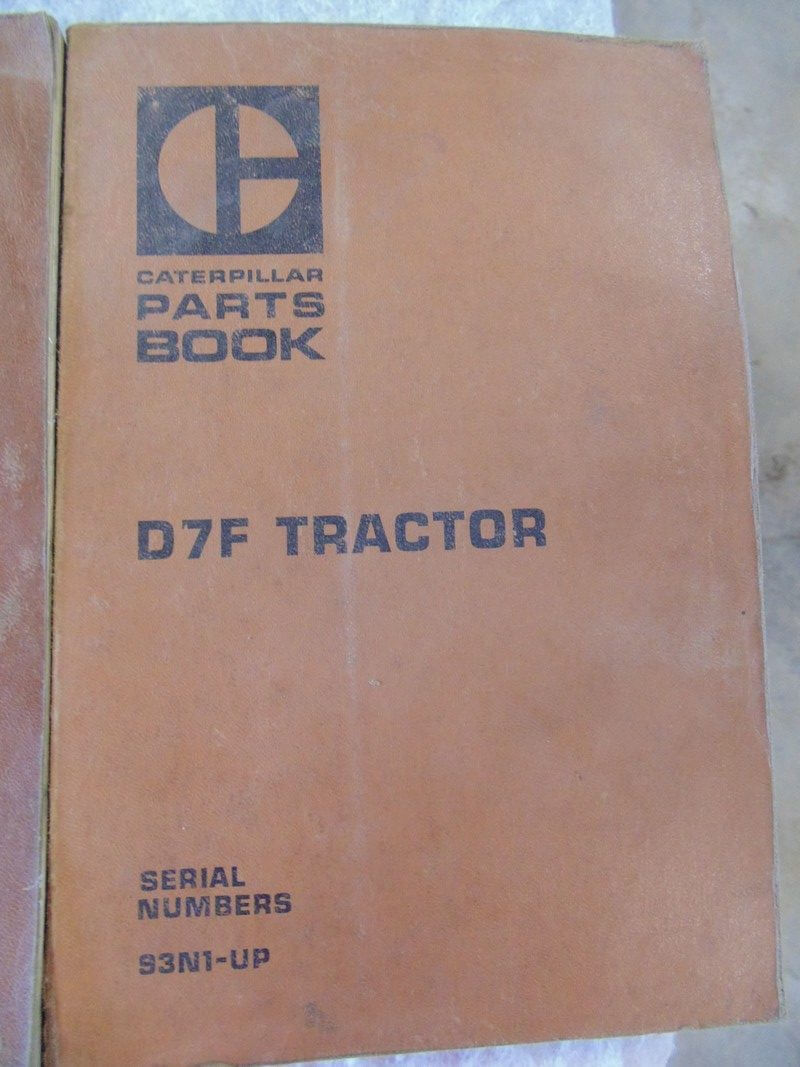 CATERPILLAR
PARTS
BOOK
D7F TRACTOR
SERIAL
NUMBERS
93N1-UP